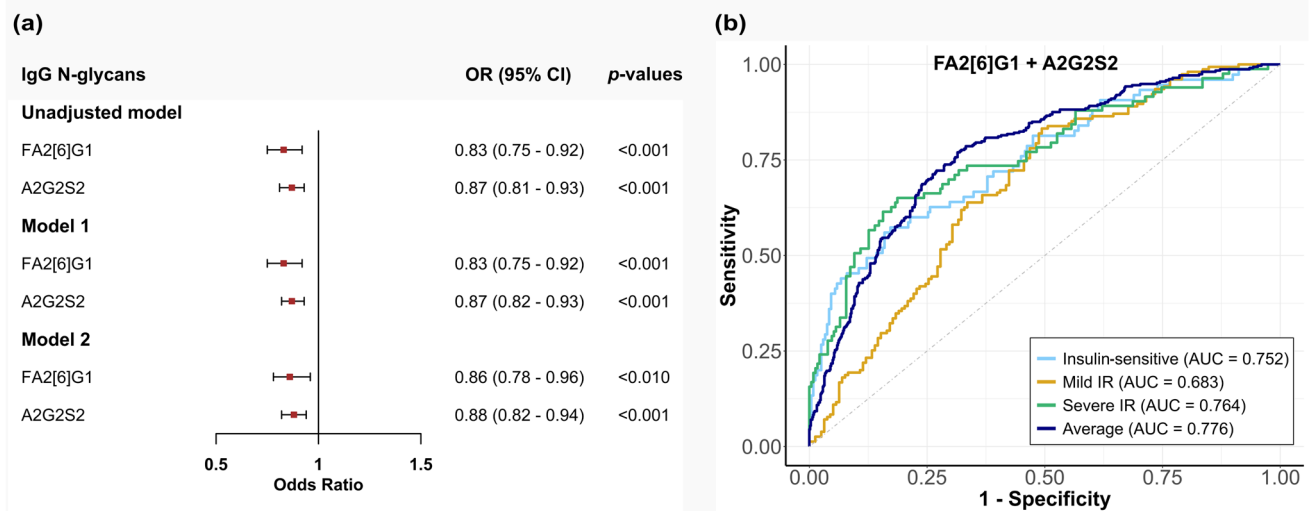 (a)
IgG N-glycans OR (95% CI) p-values
Unadjusted model
FA2[6]G1 0.83 (0.75 - 0.92) <0.001
A2G2S2 0.87 (0.81 - 0.93) <0.001
Model 1
FA2[6]G1 0.83 (0.75 - 0.92) <0.001
A2G2S2 0.87 (0.82 - 0.93) <0.001
Model 2
FA2[6]G1 0.86 (0.78 - 0.96) <0.010
A2G2S2 0.88 (0.82 - 0.94) <0.001
0.5 1 1.5
Odds Ratio
(b)
FA2[6]G1 + A2G2S2
1.00
0.75
0.50
0.25
0.00
Sensitivity
Insulin-sensitive (AUC = 0.752)
Mild IR (AUC = 0.683)
Severe IR (AUC = 0.764)
Average (AUC = 0.776)
0.00 0.25 0.50 0.75 1.00
1 - Specificity